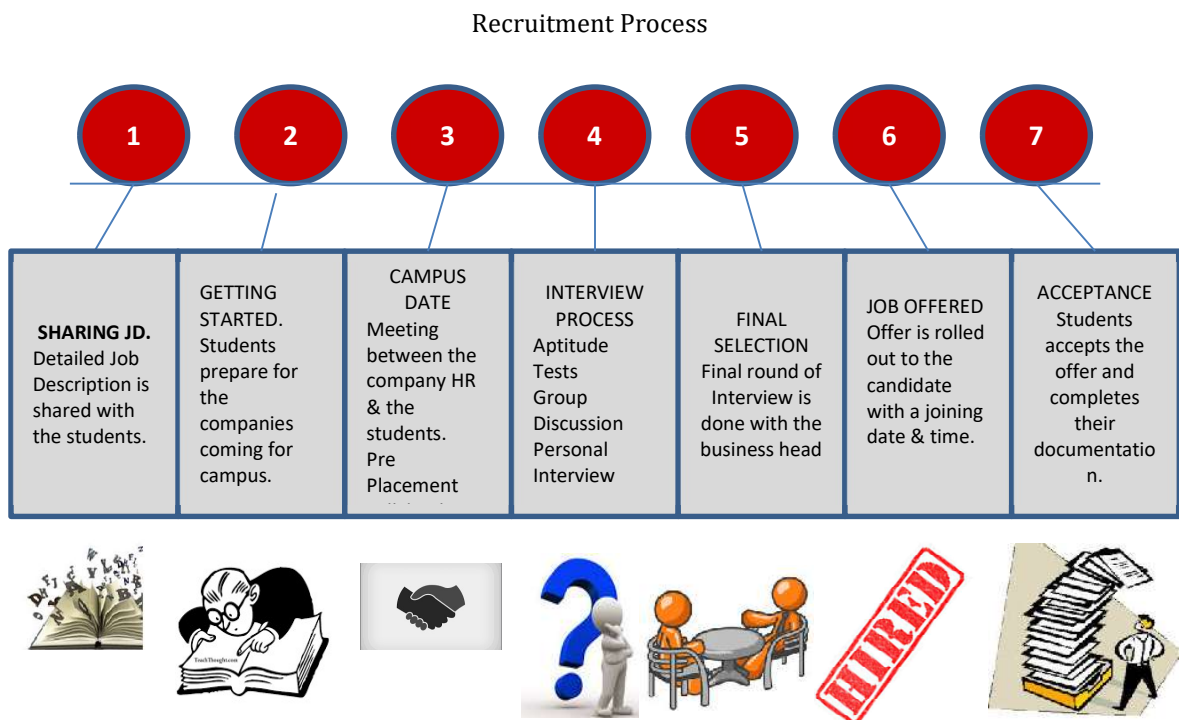 Recruitment Process
1
2
3
4
5
6
7
SHARING JD.
Detailed Job
Description is
shared with
the students.
GETTING
STARTED.
Students
prepare for
the
companies
coming for
campus.
CAMPUS
DATE
Meeting
between the
company HR
& the
students.
Pre
Placement
INTERVIEW
PROCESS
Aptitude
Tests
Group
Discussion
Personal
Interview
FINAL
SELECTION
Final round of
Interview is
done with the
business head
JOB OFFERED
Offer is rolled
out to the
candidate
with a joining
date & time.
ACCEPTANCE
Students
accepts the
offer and
completes
their
documentatio
n.
TeachThought.com
HIRED